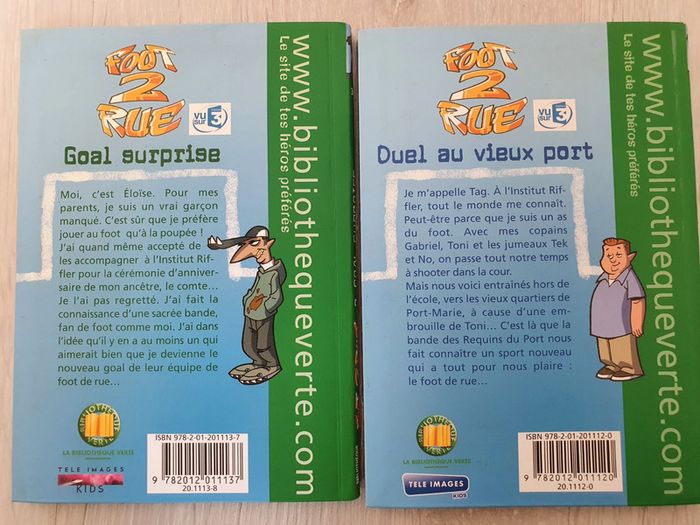 FOOT
2
RUE
VU
sur
3
Goal surprise
Moi, c'est Éloïse. Pour mes
parents, je suis un vrai garçon
manqué. C'est sûr que je préfère
jouer au foot qu'à la poupée !
J'ai quand même accepté de
les accompagner à l'Institut Rif-
fler pour la cérémonie d'anniver-
saire de mon ancêtre, le comte…
Je l'ai pas regretté. J'ai fait la
connaissance d'une sacrée bande,
fan de foot comme moi. J'ai dans
l'idée qu'il y en a au moins un qui
aimerait bien que je devienne le
nouveau goal de leur équipe de
foot de rue…
BIBLIOTHEQUE
VERTE
LA BIBLIOTHÈQUE VERTE
TELE IMAGES
KIDS
ISBN 978-2-01-201113-7
9 782012 011137
20.1113-8
www.bibliothequeverte.com
Le site de tes héros préférés
FOOT
2
RUE
VU
sur
3
Duel au vieux port
Je m'appelle Tag. À l'Institut Rif-
fler, tout le monde me connaît.
Peut-être parce que je suis un as
du foot. Avec mes copains
Gabriel, Toni et les jumeaux Tek
et No, on passe tout notre temps
à shooter dans la cour.
Mais nous voici entraînés hors de
l'école, vers les vieux quartiers de
Port-Marie, à cause d'une em-
brouille de Toni… C'est là que la
bande des Requins du Port nous
fait connaître un sport nouveau
qui a tout pour nous plaire :
le foot de rue…
BIBLIOTHEQUE
VERTE
LA BIBLIOTHÈQUE VERTE
TELE IMAGES
KIDS
ISBN 978-2-01-201112-0
9 782012 011120
20.1112-0
www.bibliothequeverte.com
Le site de tes héros préférés